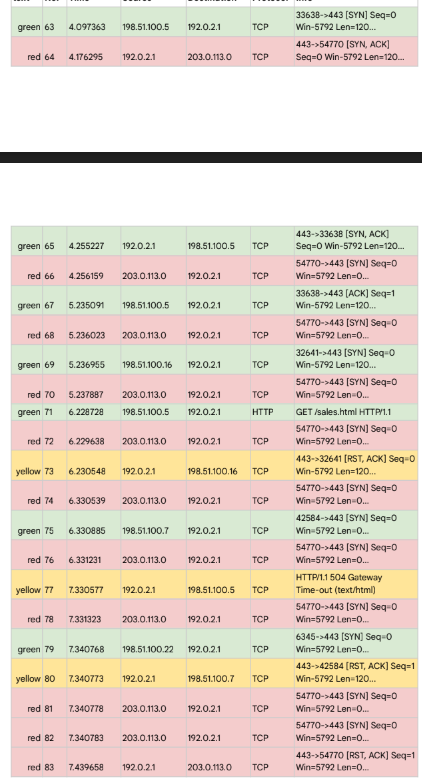 green 63 4.097363 198.51.100.5 192.0.2.1 TCP 33638->443 [SYN] Seq=0
Win-5792 Len=120...
red 64 4.176295 192.0.2.1 203.0.113.0 TCP 443->54770 [SYN, ACK]
Seq=0 Win-5792 Len=120...
green 65 4.255227 192.0.2.1 198.51.100.5 TCP 443->33638 [SYN, ACK]
Seq=0 Win-5792 Len=120...
red 66 4.256159 203.0.113.0 192.0.2.1 TCP 54770->443 [SYN] Seq=0
Win=5792 Len=0...
green 67 5.235091 198.51.100.5 192.0.2.1 TCP 33638->443 [ACK] Seq=1
Win-5792 Len=120...
red 68 5.236023 203.0.113.0 192.0.2.1 TCP 54770->443 [SYN] Seq=0
Win=5792 Len=0...
green 69 5.236955 198.51.100.16 192.0.2.1 TCP 32641->443 [SYN] Seq=0
Win-5792 Len=120...
red 70 5.237887 203.0.113.0 192.0.2.1 TCP 54770->443 [SYN] Seq=0
Win=5792 Len=0...
green 71 6.228728 198.51.100.5 192.0.2.1 HTTP GET /sales.html HTTP/1.1
red 72 6.229638 203.0.113.0 192.0.2.1 TCP 54770->443 [SYN] Seq=0
Win=5792 Len=0...
yellow 73 6.230548 192.0.2.1 198.51.100.16 TCP 443->32641 [RST, ACK] Seq=0
Win-5792 Len=120...
red 74 6.330539 203.0.113.0 192.0.2.1 TCP 54770->443 [SYN] Seq=0
Win=5792 Len=0...
green 75 6.330885 198.51.100.7 192.0.2.1 TCP 42584->443 [SYN] Seq=0
Win=5792 Len=0...
red 76 6.331231 203.0.113.0 192.0.2.1 TCP 54770->443 [SYN] Seq=0
Win=5792 Len=0...
yellow 77 7.330577 192.0.2.1 198.51.100.5 TCP HTTP/1.1 504 Gateway
Time-out (text/html)
red 78 7.331323 203.0.113.0 192.0.2.1 TCP 54770->443 [SYN] Seq=0
Win=5792 Len=0...
green 79 7.340768 198.51.100.22 192.0.2.1 TCP 6345->443 [SYN] Seq=0
Win=5792 Len=0...
yellow 80 7.340773 192.0.2.1 198.51.100.7 TCP 443->42584 [RST, ACK] Seq=1
Win-5792 Len=120...
red 81 7.340778 203.0.113.0 192.0.2.1 TCP 54770->443 [SYN] Seq=0
Win=5792 Len=0...
red 82 7.340783 203.0.113.0 192.0.2.1 TCP 54770->443 [SYN] Seq=0
Win=5792 Len=0...
red 83 7.439658 192.0.2.1 203.0.113.0 TCP 443->54770 [RST, ACK] Seq=1
Win=5792 Len=0...